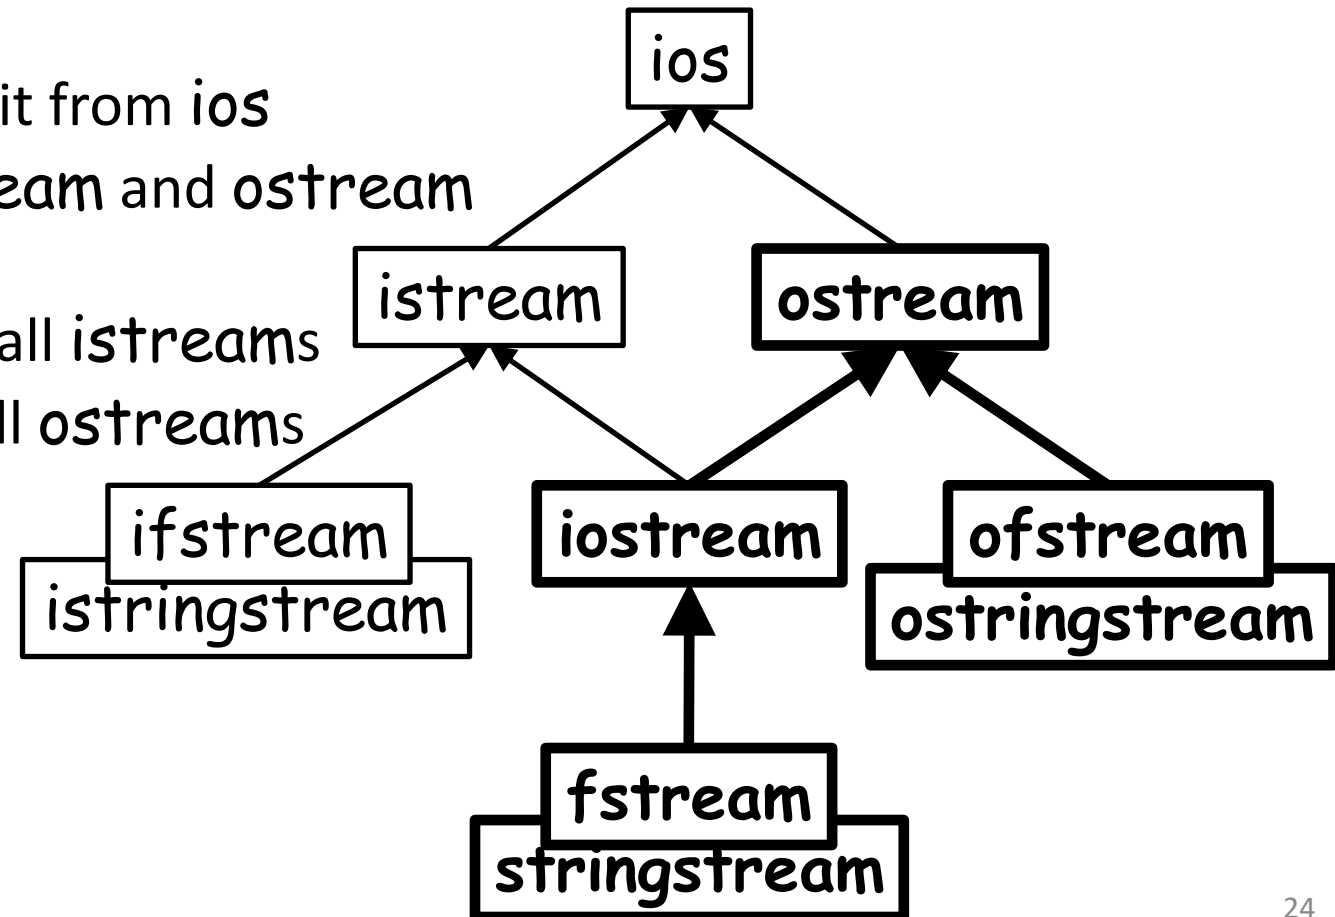 ios
it from ios
eam and ostream
istream
ostream
all istreams
ll ostreams
ifstream
iostream
ofstream
istringstream
ostringstream
fstream
stringstream
24